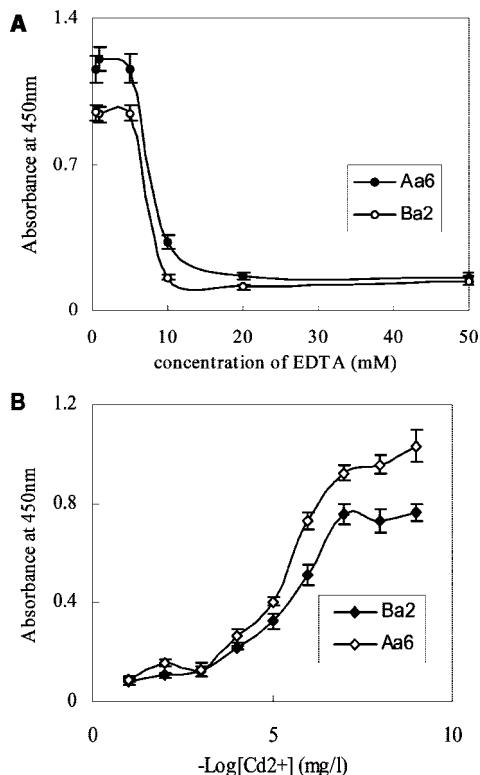 A
1.4
0.7
0
Absorbance at 450nm
Aa6
Ba2
0 10 20 30 40 50
concentration of EDTA (mM)
B
1.2
0.8
0.4
0
Absorbance at 450nm
Ba2
Aa6
0 5 10
-Log[Cd2+] (mg/l)